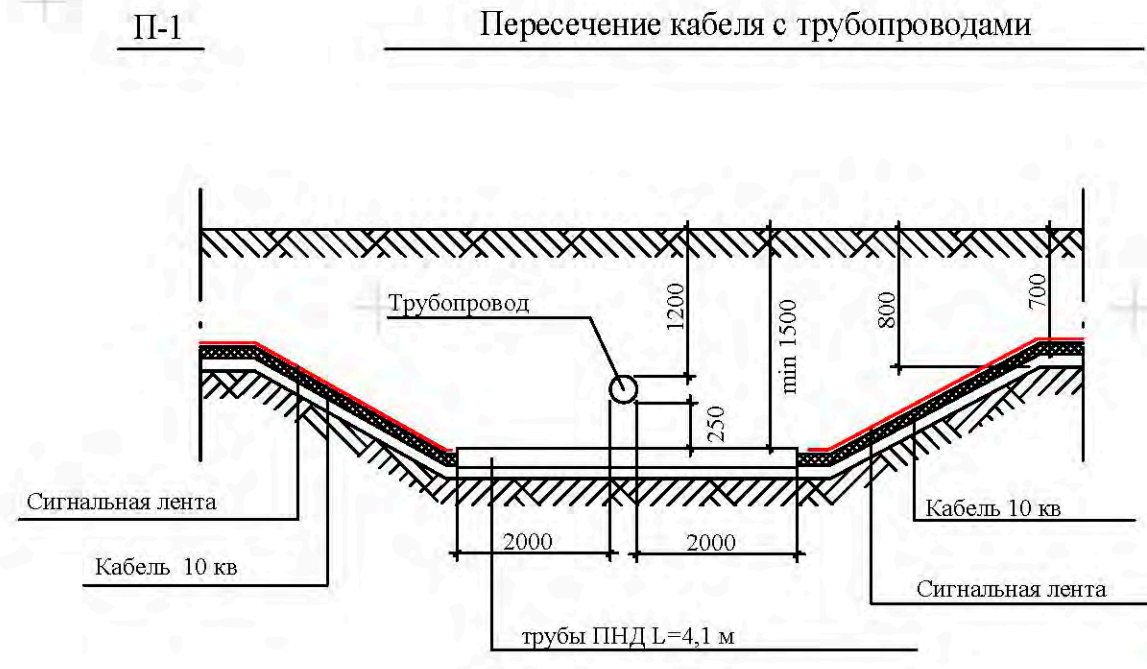 П-1
Пересечение кабеля с трубопроводами
Трубопровод
1200
min 1500
800
700
250
Сигнальная лента
Кабель 10 кв
2000
2000
Кабель 10 кв
Сигнальная лента
трубы ПНД L=4,1 м